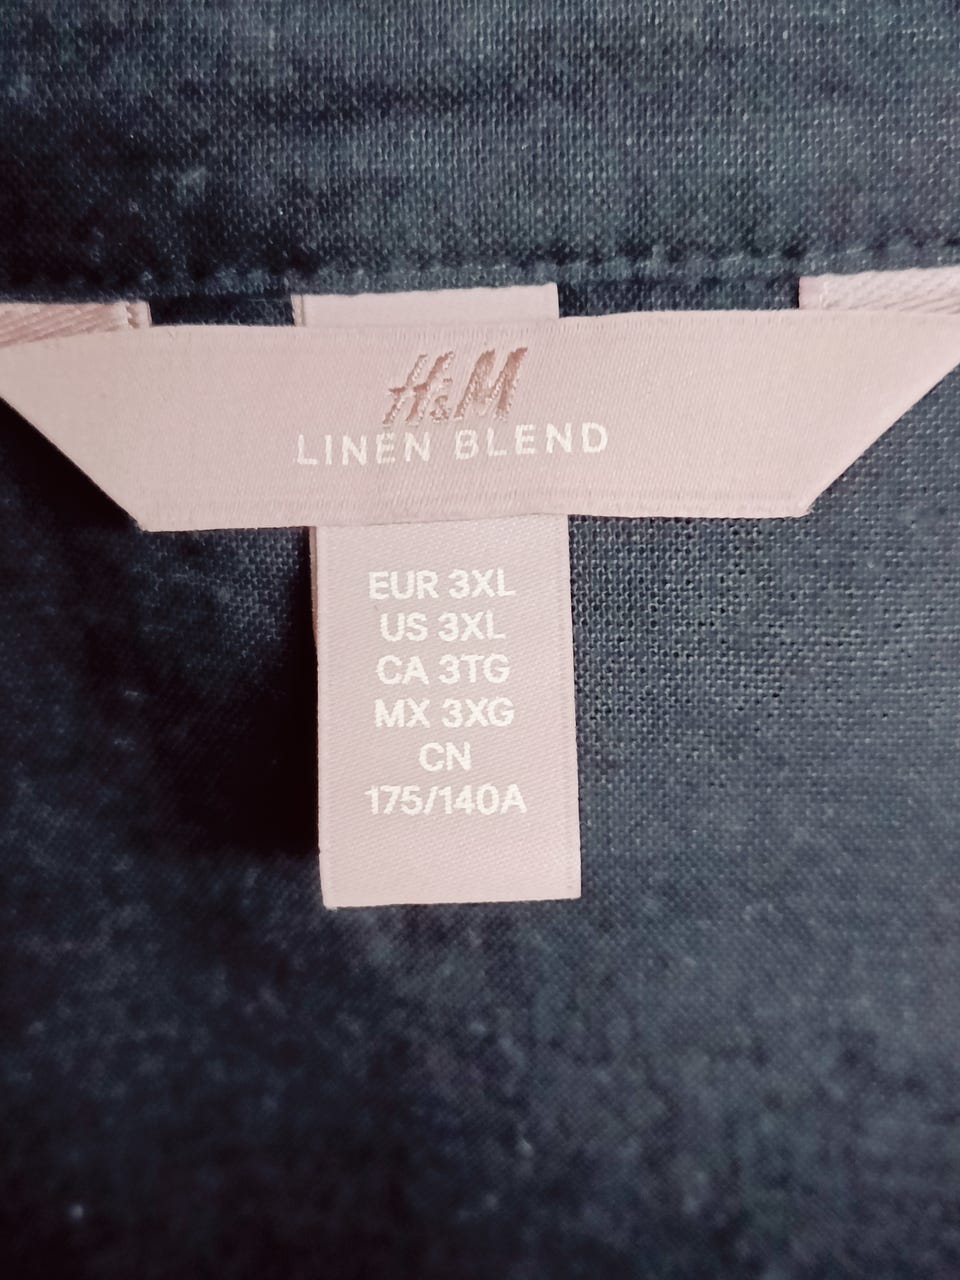 H&M
LINEN BLEND
EUR 3XL
US 3XL
CA 3TG
MX 3XG
CN
175/140A